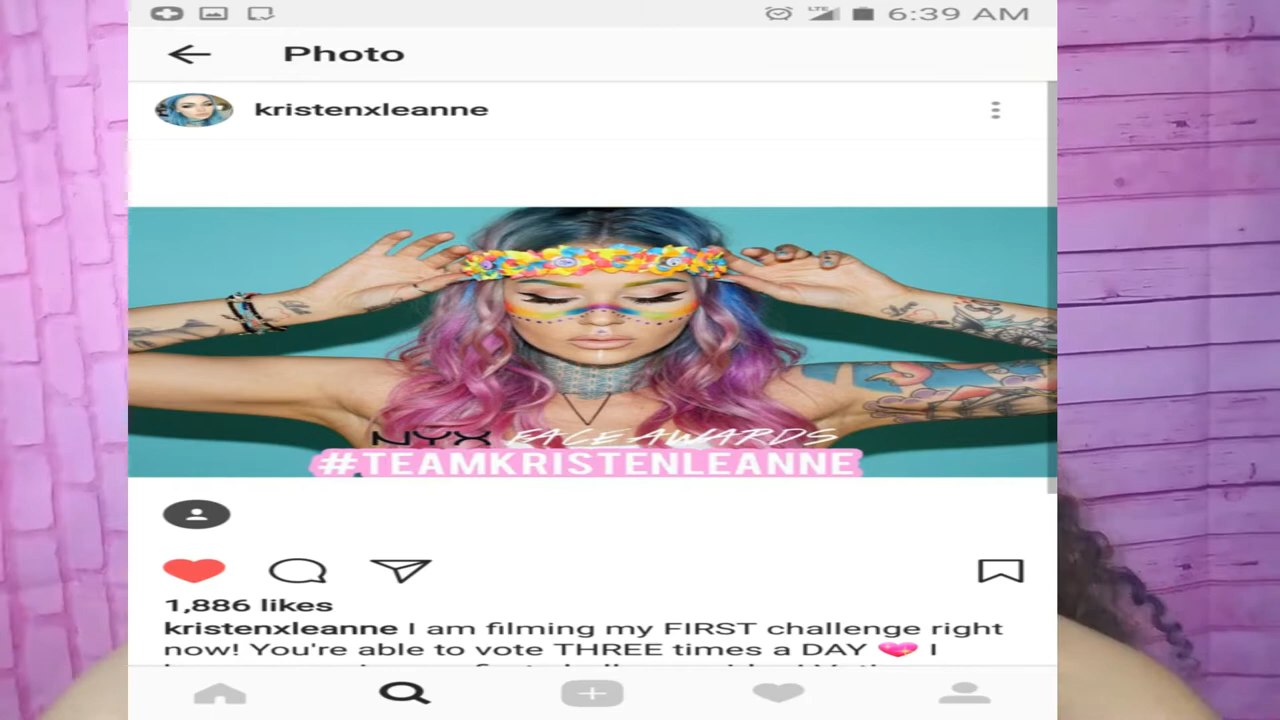 LTE 6:39 AM
Photo
kristenxleanne
NYX FACE AWARDS
#TEAMKRISTENLEANNE
1,886 likes
kristenxleanne I am filming my FIRST challenge right
now! You're able to vote THREE times a DAY 💖 I